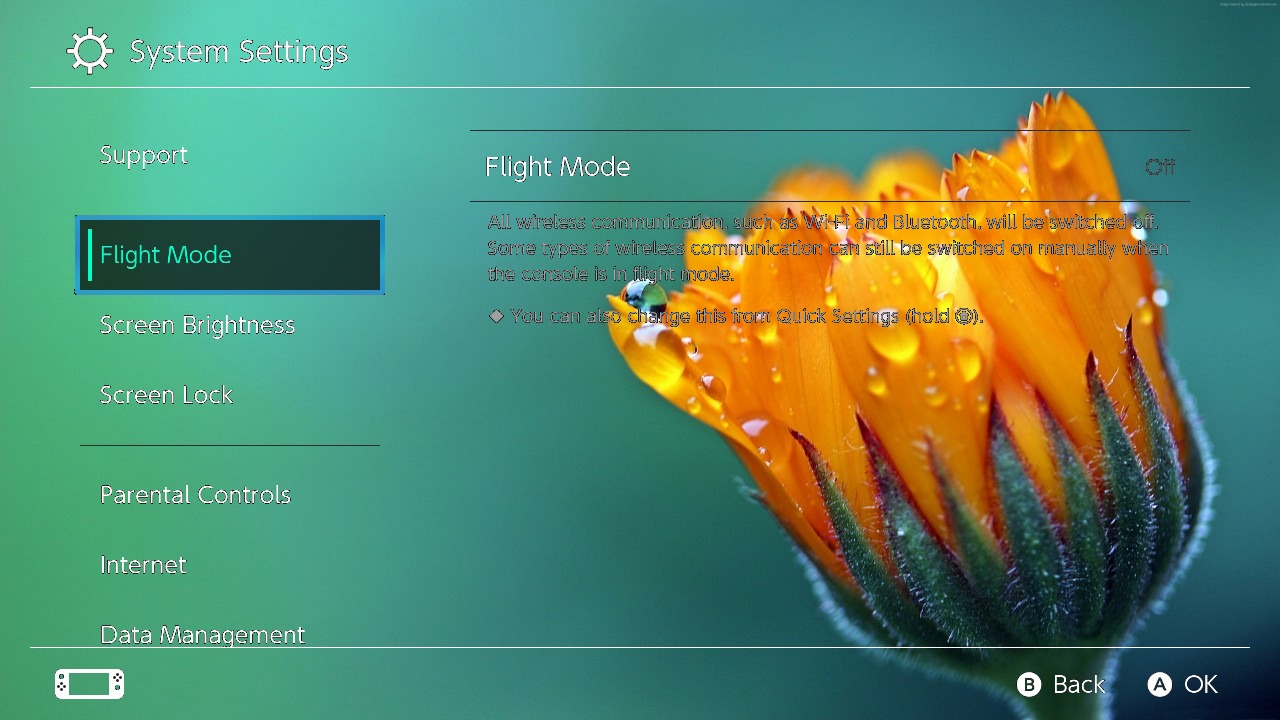 System Settings
Support
Flight Mode
Screen Brightness
Screen Lock
Parental Controls
Internet
Data Management
Flight Mode
Off
All wireless communication, such as Wi-Fi and Bluetooth, will be switched off.
Some types of wireless communication can still be switched on manually when
the console is in flight mode.
◆ You can also change this from Quick Settings (hold ).
B Back
A OK